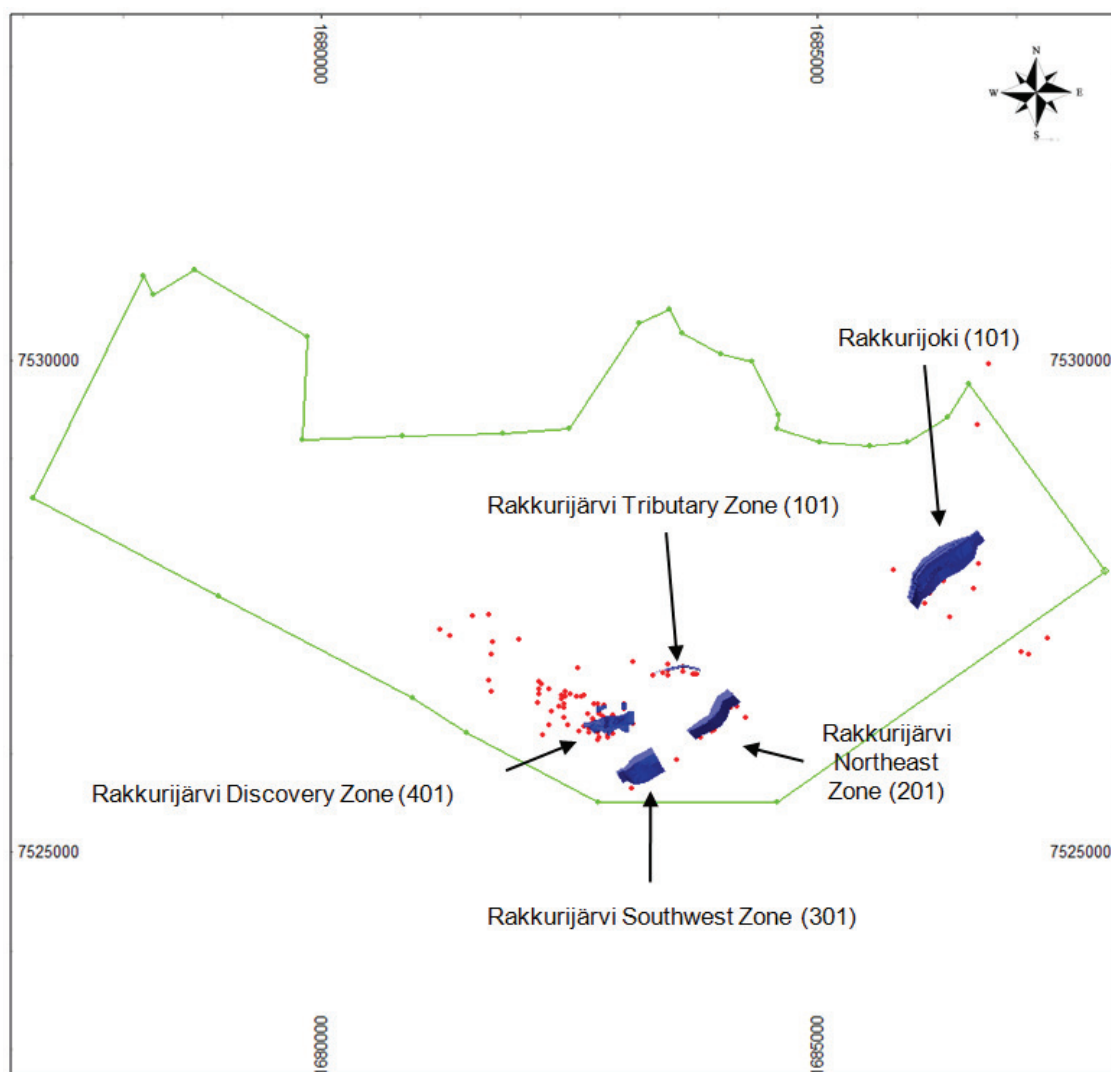 1680000
1685000
N
W
E
S
Rakkurijoki (101)
7530000
7530000
Rakkurijärvi Tributary Zone (101)
Rakkurijärvi
Northeast
Zone (201)
Rakkurijärvi Discovery Zone (401)
7525000
7525000
Rakkurijärvi Southwest Zone (301)
1680000
1685000